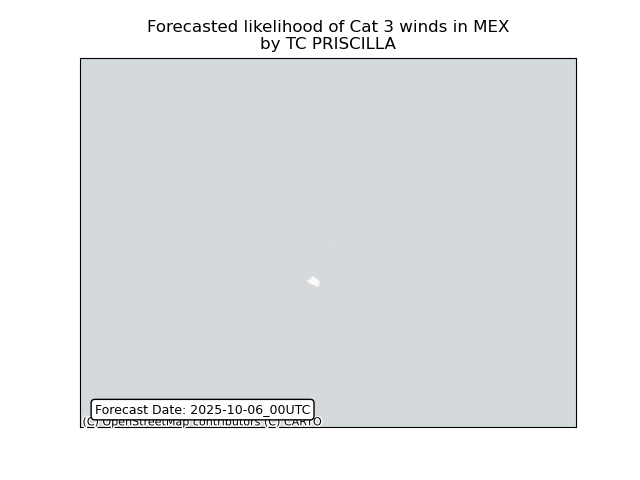 Forecasted likelihood of Cat 3 winds in MEX
by TC PRISCILLA
Forecast Date: 2025-10-06_00UTC
(C) OpenStreetMap contributors (C) CARTO